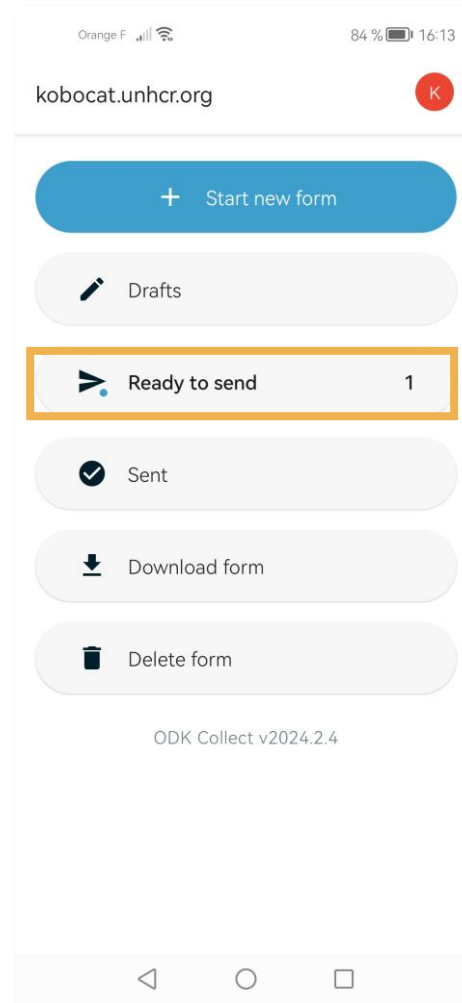 Orange F 84 % 16:13
kobocat.unhcr.org K
+ Start new form
Drafts
Ready to send 1
Sent
Download form
Delete form
ODK Collect v2024.2.4